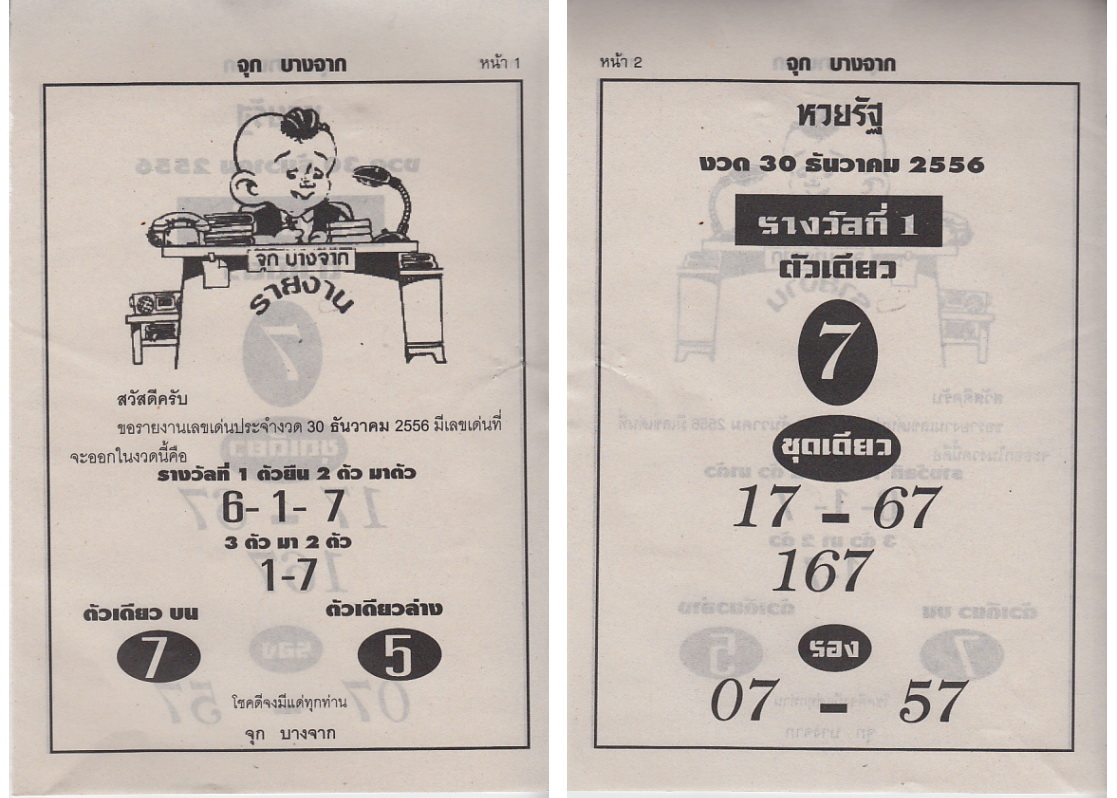 จุก บางจาก
หน้า 1
จุก บางจาก
รายงาน
สวัสดีครับ
ขอรายงานเลขเด่นประจำงวด 30 ธันวาคม 2556 มีเลขเด่นที่
จะออกในงวดนี้คือ
รางวัลที่ 1 ตัวยืน 2 ตัว มาตัว
6- 1- 7
3 ตัว มา 2 ตัว
1-7
ตัวเดียว บน
ตัวเดียวล่าง
7
5
โชคดีจงมีแด่ทุกท่าน
จุก บางจาก
หน้า 2
จุก บางจาก
หวยรัฐ
งวด 30 ธันวาคม 2556
รางวัลที่ 1
ตัวเดียว
7
ชุดเดียว
17 - 67
167
รอง
07 - 57